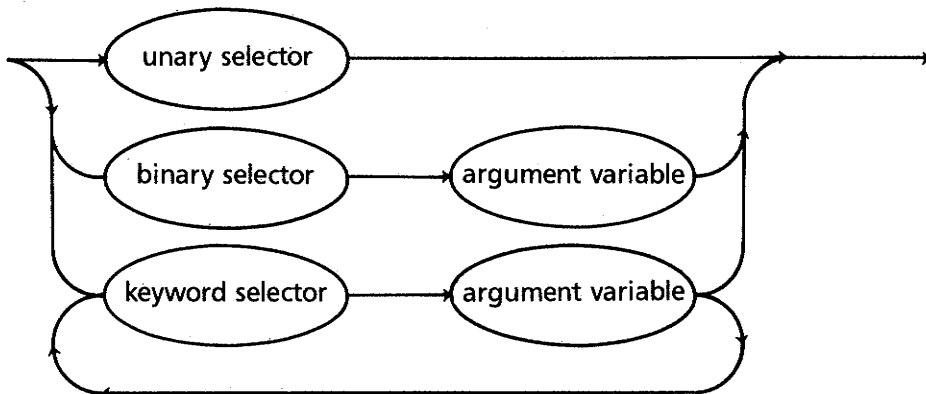 unary selector
binary selector
argument variable
keyword selector
argument variable